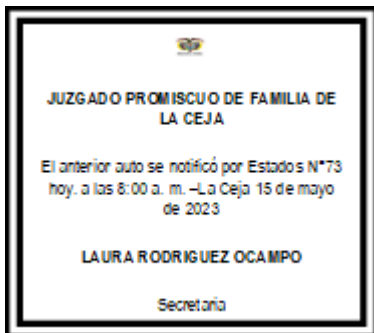 JUZGADO PROMISCUO DE FAMILIA DE
LA CEJA
El anterior auto se notificó por Estados N°73
hoy. a las 8:00 a. m. –La Ceja 15 de mayo
de 2023
LAURA RODRIGUEZ OCAMPO
Secretaria